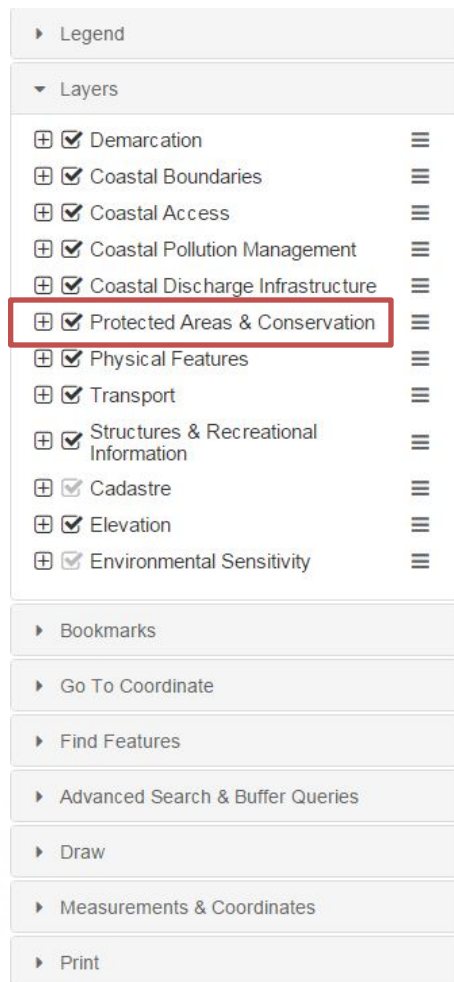 Legend
Layers
Demarcation
Coastal Boundaries
Coastal Access
Coastal Pollution Management
Coastal Discharge Infrastructure
Protected Areas & Conservation
Physical Features
Transport
Structures & Recreational
Information
Cadastre
Elevation
Environmental Sensitivity
Bookmarks
Go To Coordinate
Find Features
Advanced Search & Buffer Queries
Draw
Measurements & Coordinates
Print